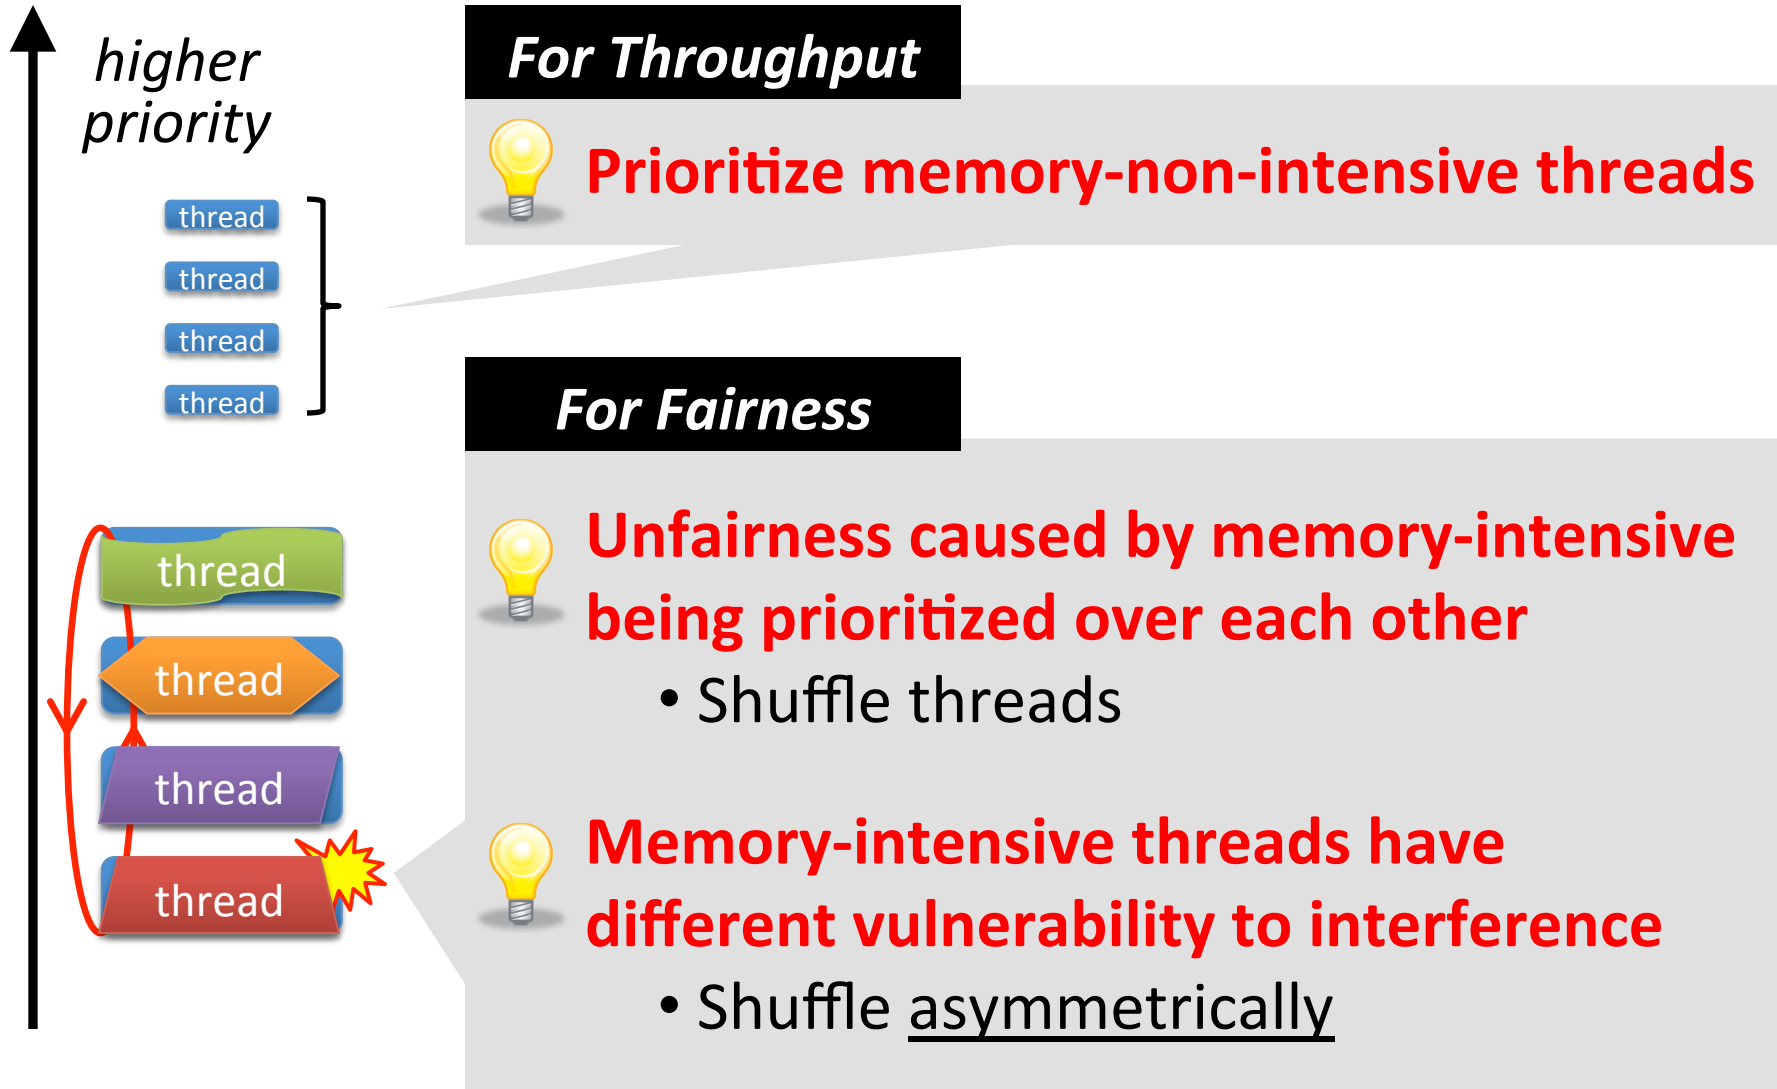 higher
priority
thread
thread
thread
thread
thread
thread
thread
thread
For Throughput
Prioritize memory-non-intensive threads
For Fairness
Unfairness caused by memory-intensive
being prioritized over each other
• Shuffle threads
Memory-intensive threads have
different vulnerability to interference
• Shuffle asymmetrically